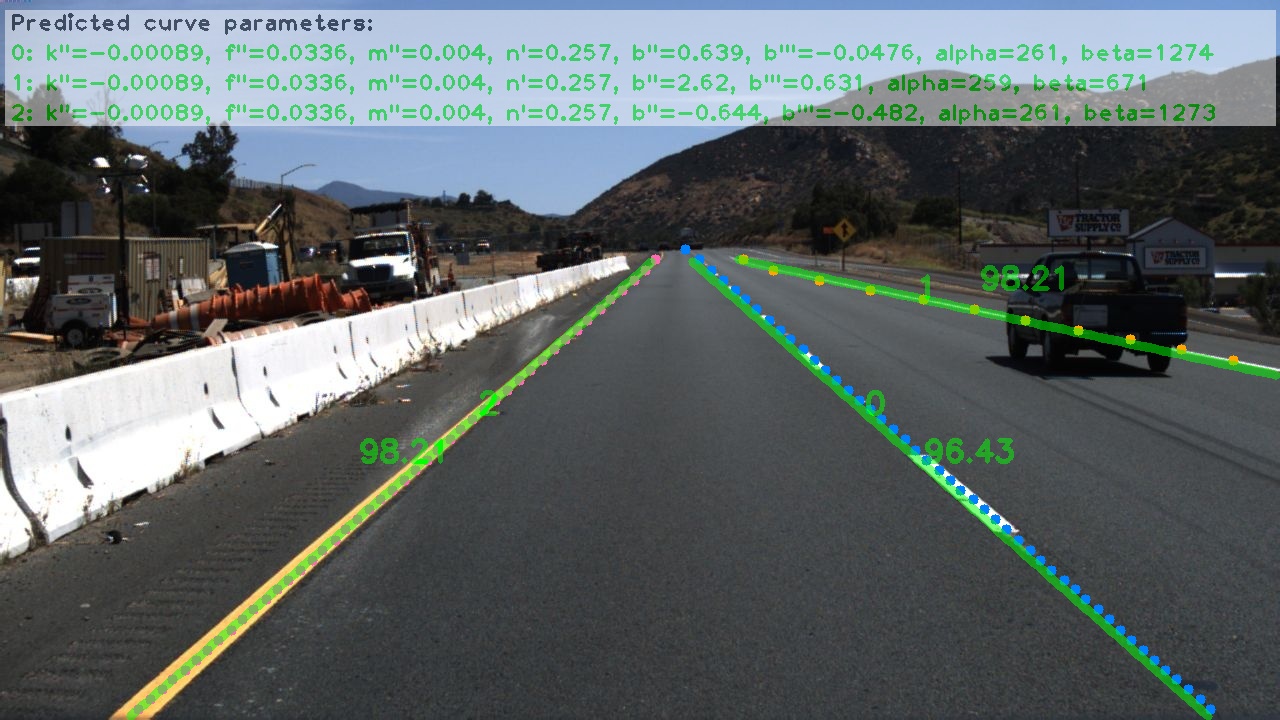 Predicted curve parameters:
0: k''=-0.00089, f''=0.0336, m''=0.004, n'=0.257, b''=0.639, b'''=-0.0476, alpha=261, beta=1274
1: k''=-0.00089, f''=0.0336, m''=0.004, n'=0.257, b''=2.62, b'''=0.631, alpha=259, beta=671
2: k''=-0.00089, f''=0.0336, m''=0.004, n'=0.257, b''=-0.644, b'''=-0.482, alpha=261, beta=1273
TRACTOR
SUPPLY CO
TRACTOR
SUPPLY CO
1
98.21
2
0
98.21
96.43